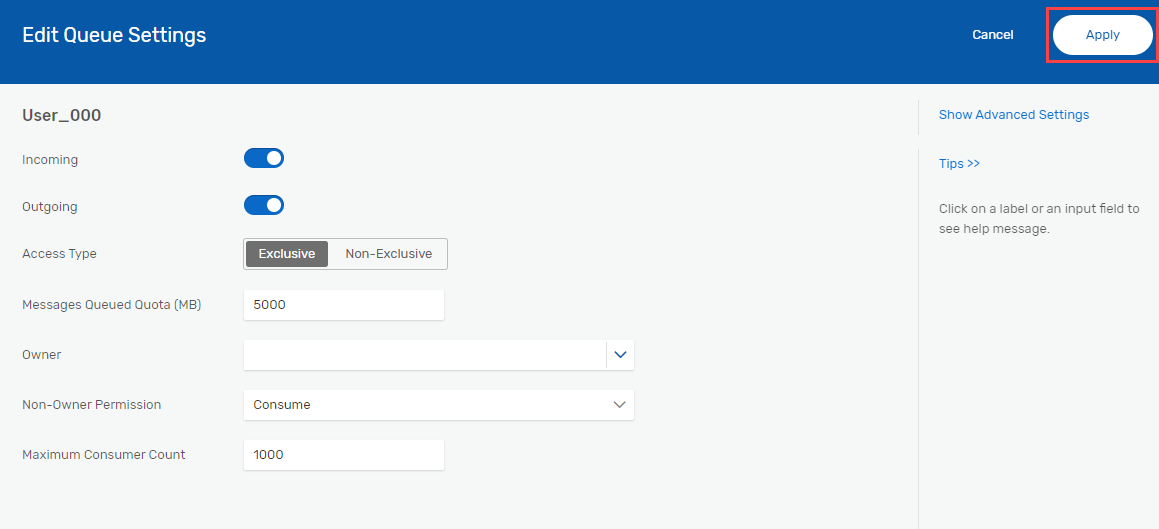 Edit Queue Settings
Cancel
Apply
User_000
Incoming
Outgoing
Access Type
Exclusive
Non-Exclusive
Messages Queued Quota (MB)
5000
Owner
Non-Owner Permission
Consume
Maximum Consumer Count
1000
Show Advanced Settings
Tips >>
Click on a label or an input field to
see help message.